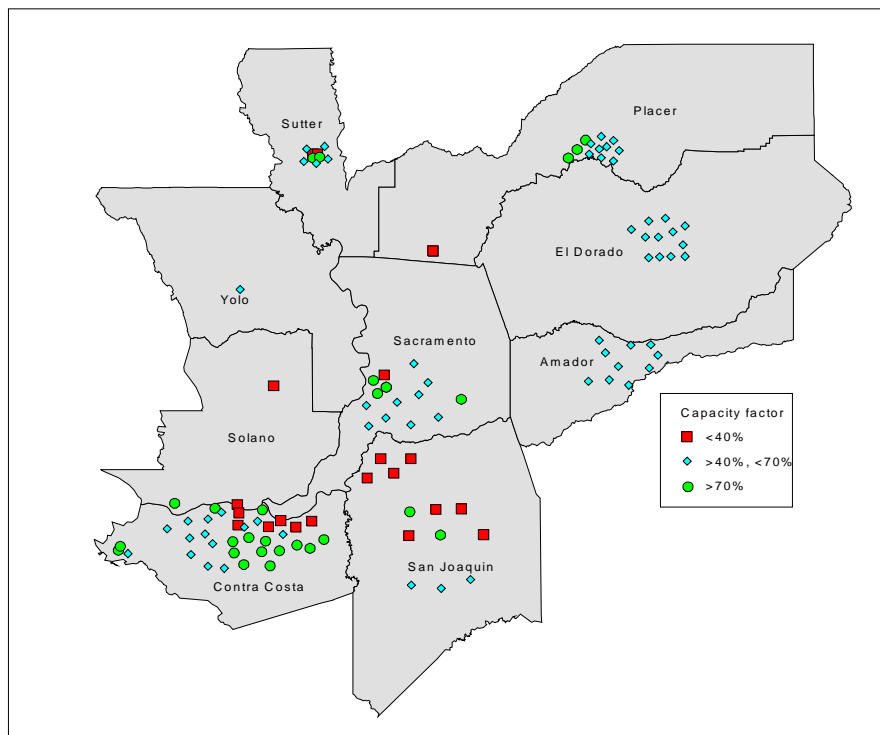 Placer
Sutter
El Dorado
Yolo
Sacramento
Amador
Capacity factor
<40%
Solano
>40%, <70%
>70%
San Joaquin
Contra Costa